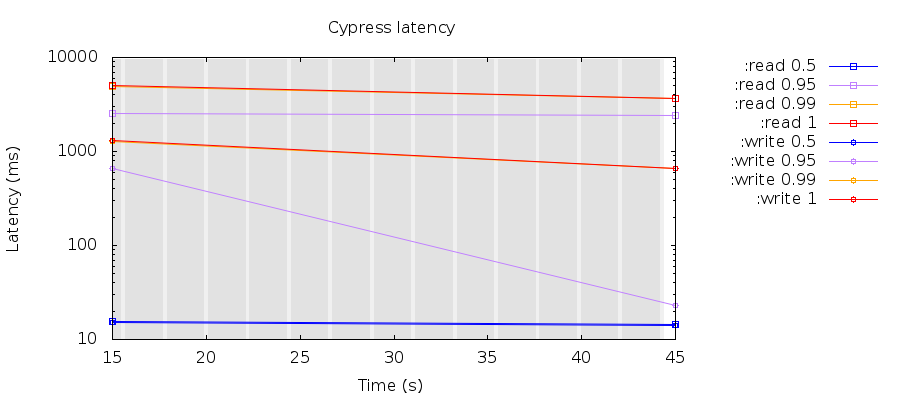 Cypress latency
10000
1000
100
10
Latency (ms)
15 20 25 30 35 40 45
Time (s)
:read 0.5
:read 0.95
:read 0.99
:read 1
:write 0.5
:write 0.95
:write 0.99
:write 1